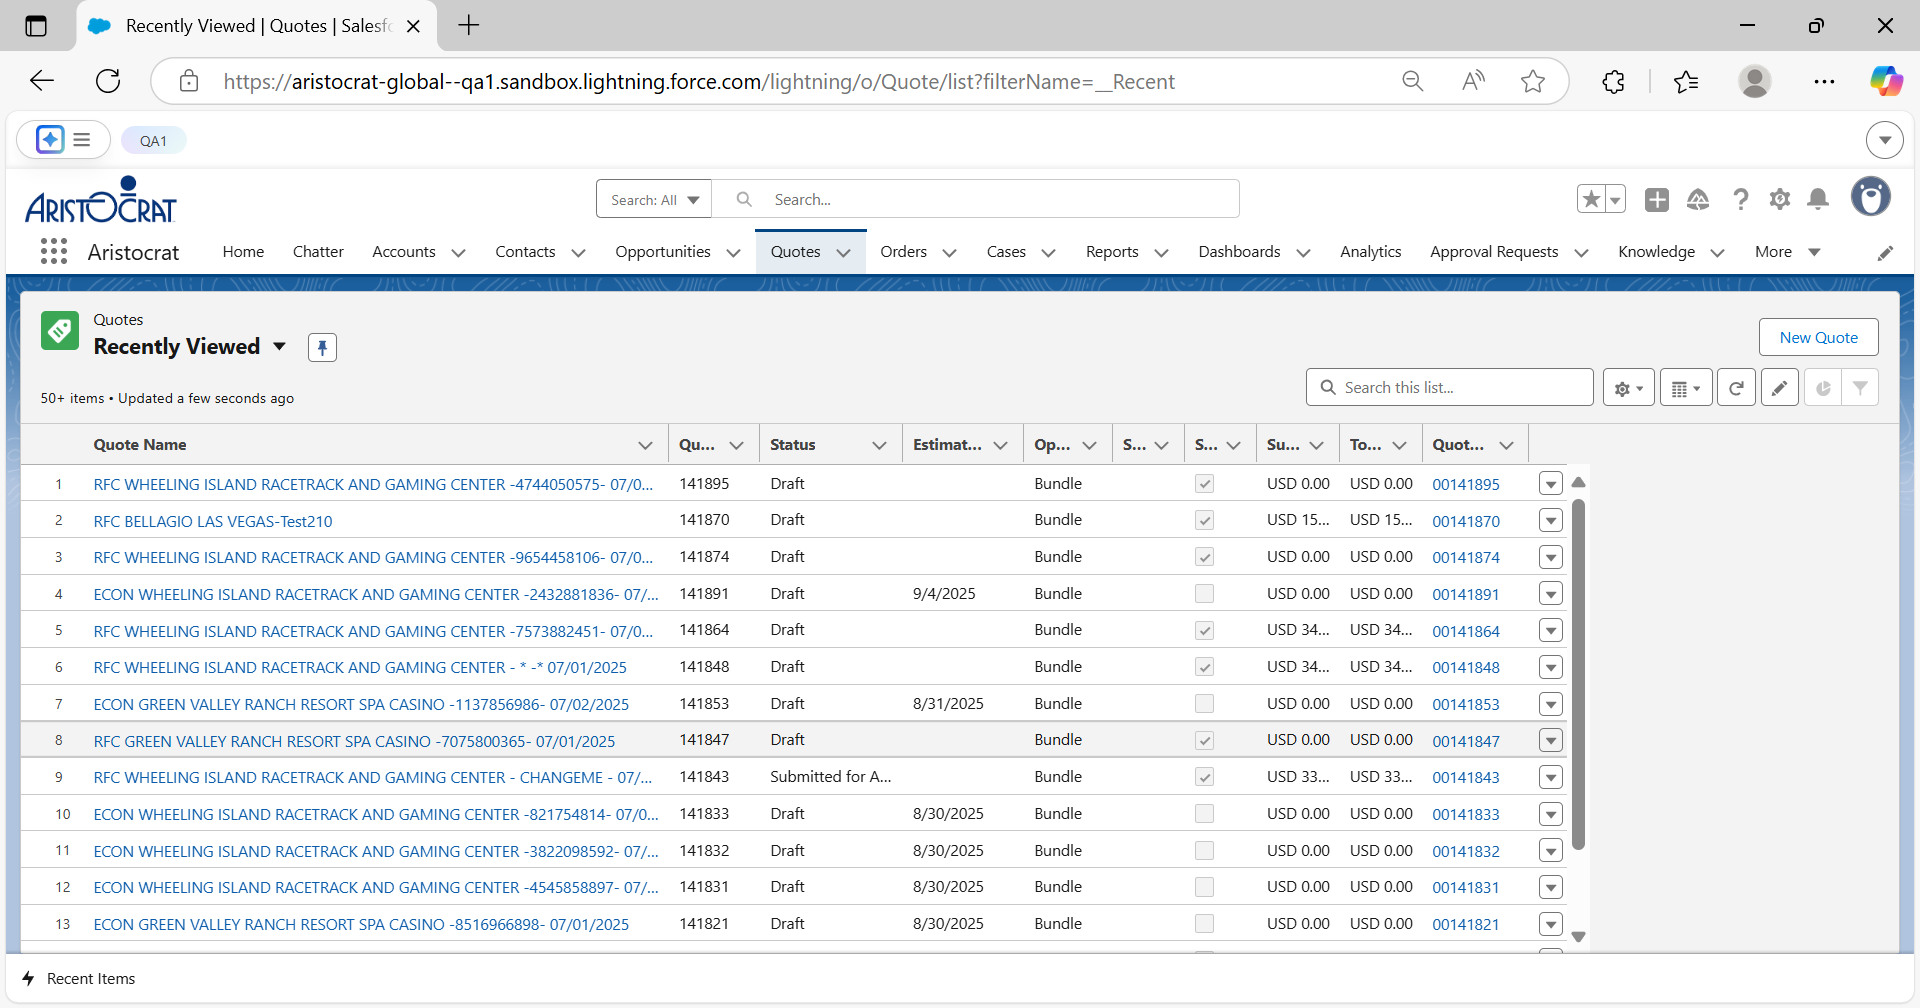 Recently Viewed | Quotes | Salesfo
https://aristocrat-global--qa1.sandbox.lightning.force.com/lightning/o/Quote/list?filterName=__Recent
QA1
ARISTOCRAT
Search: All
Search...
Aristocrat
Home
Chatter
Accounts
Contacts
Opportunities
Quotes
Orders
Cases
Reports
Dashboards
Analytics
Approval Requests
Knowledge
More
Quotes
Recently Viewed
New Quote
50+ items • Updated a few seconds ago
Search this list...
Quote Name Qu... Status Estimat... Op... S... S... Su... To... Quot...
1 RFC WHEELING ISLAND RACETRACK AND GAMING CENTER -4744050575- 07/0... 141895 Draft Bundle USD 0.00 USD 0.00 00141895
2 RFC BELLAGIO LAS VEGAS-Test210 141870 Draft Bundle USD 15... USD 15... 00141870
3 RFC WHEELING ISLAND RACETRACK AND GAMING CENTER -9654458106- 07/0... 141874 Draft Bundle USD 0.00 USD 0.00 00141874
4 ECON WHEELING ISLAND RACETRACK AND GAMING CENTER -2432881836- 07/... 141891 Draft 9/4/2025 Bundle USD 0.00 USD 0.00 00141891
5 RFC WHEELING ISLAND RACETRACK AND GAMING CENTER -7573882451- 07/0... 141864 Draft Bundle USD 34... USD 34... 00141864
6 RFC WHEELING ISLAND RACETRACK AND GAMING CENTER - * -* 07/01/2025 141848 Draft Bundle USD 34... USD 34... 00141848
7 ECON GREEN VALLEY RANCH RESORT SPA CASINO -1137856986- 07/02/2025 141853 Draft 8/31/2025 Bundle USD 0.00 USD 0.00 00141853
8 RFC GREEN VALLEY RANCH RESORT SPA CASINO -7075800365- 07/01/2025 141847 Draft Bundle USD 0.00 USD 0.00 00141847
9 RFC WHEELING ISLAND RACETRACK AND GAMING CENTER - CHANGEME - 07/... 141843 Submitted for A... Bundle USD 33... USD 33... 00141843
10 ECON WHEELING ISLAND RACETRACK AND GAMING CENTER -821754814- 07/0... 141833 Draft 8/30/2025 Bundle USD 0.00 USD 0.00 00141833
11 ECON WHEELING ISLAND RACETRACK AND GAMING CENTER -3822098592- 07/... 141832 Draft 8/30/2025 Bundle USD 0.00 USD 0.00 00141832
12 ECON WHEELING ISLAND RACETRACK AND GAMING CENTER -4545858897- 07/... 141831 Draft 8/30/2025 Bundle USD 0.00 USD 0.00 00141831
13 ECON GREEN VALLEY RANCH RESORT SPA CASINO -8516966898- 07/01/2025 141821 Draft 8/30/2025 Bundle USD 0.00 USD 0.00 00141821
Recent Items